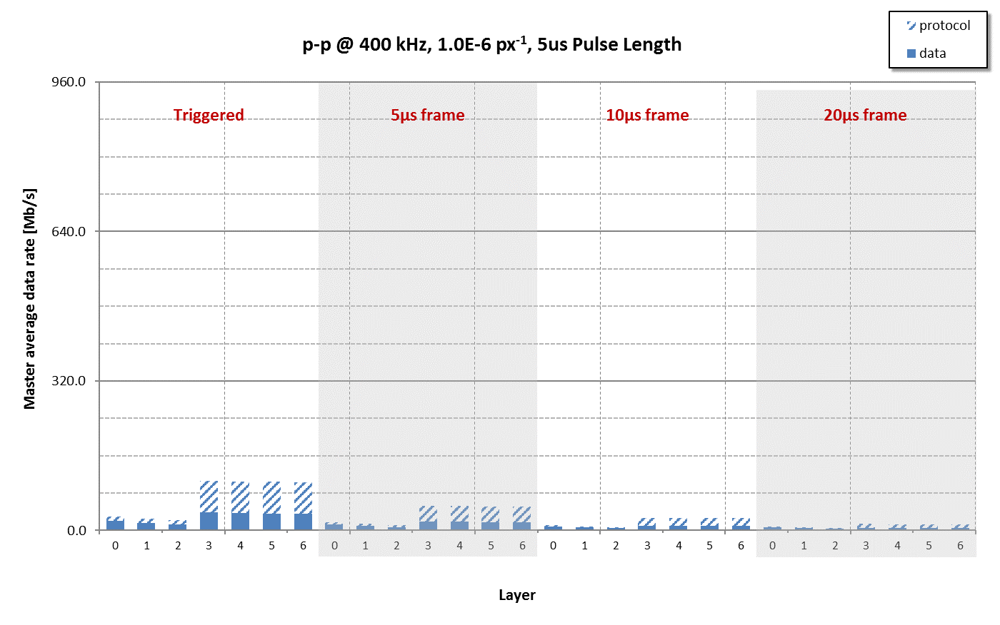 protocol
data
p-p @ 400 kHz, 1.0E-6 px-1, 5us Pulse Length
960.0
640.0
320.0
0.0
Master average data rate [Mb/s]
Triggered 5µs frame 10µs frame 20µs frame
0 1 2 3 4 5 6 0 1 2 3 4 5 6 0 1 2 3 4 5 6 0 1 2 3 4 5 6
Layer